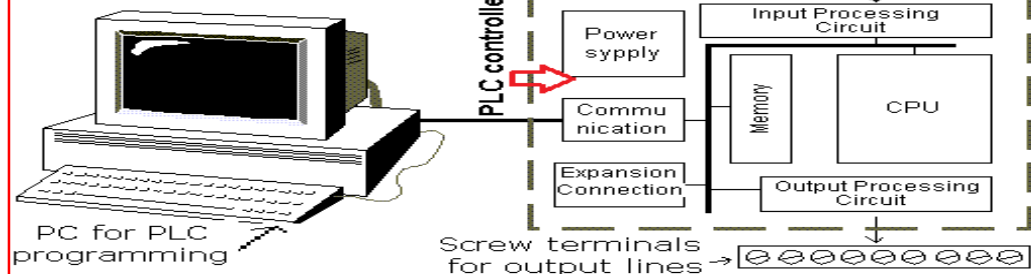 PC for PLC
programming
PLC controlle
Power
sypply
Commu
nication
Expansion
Connection
Input Processing
Circuit
Memory
CPU
Output Processing
Circuit
Screw terminals
for output lines